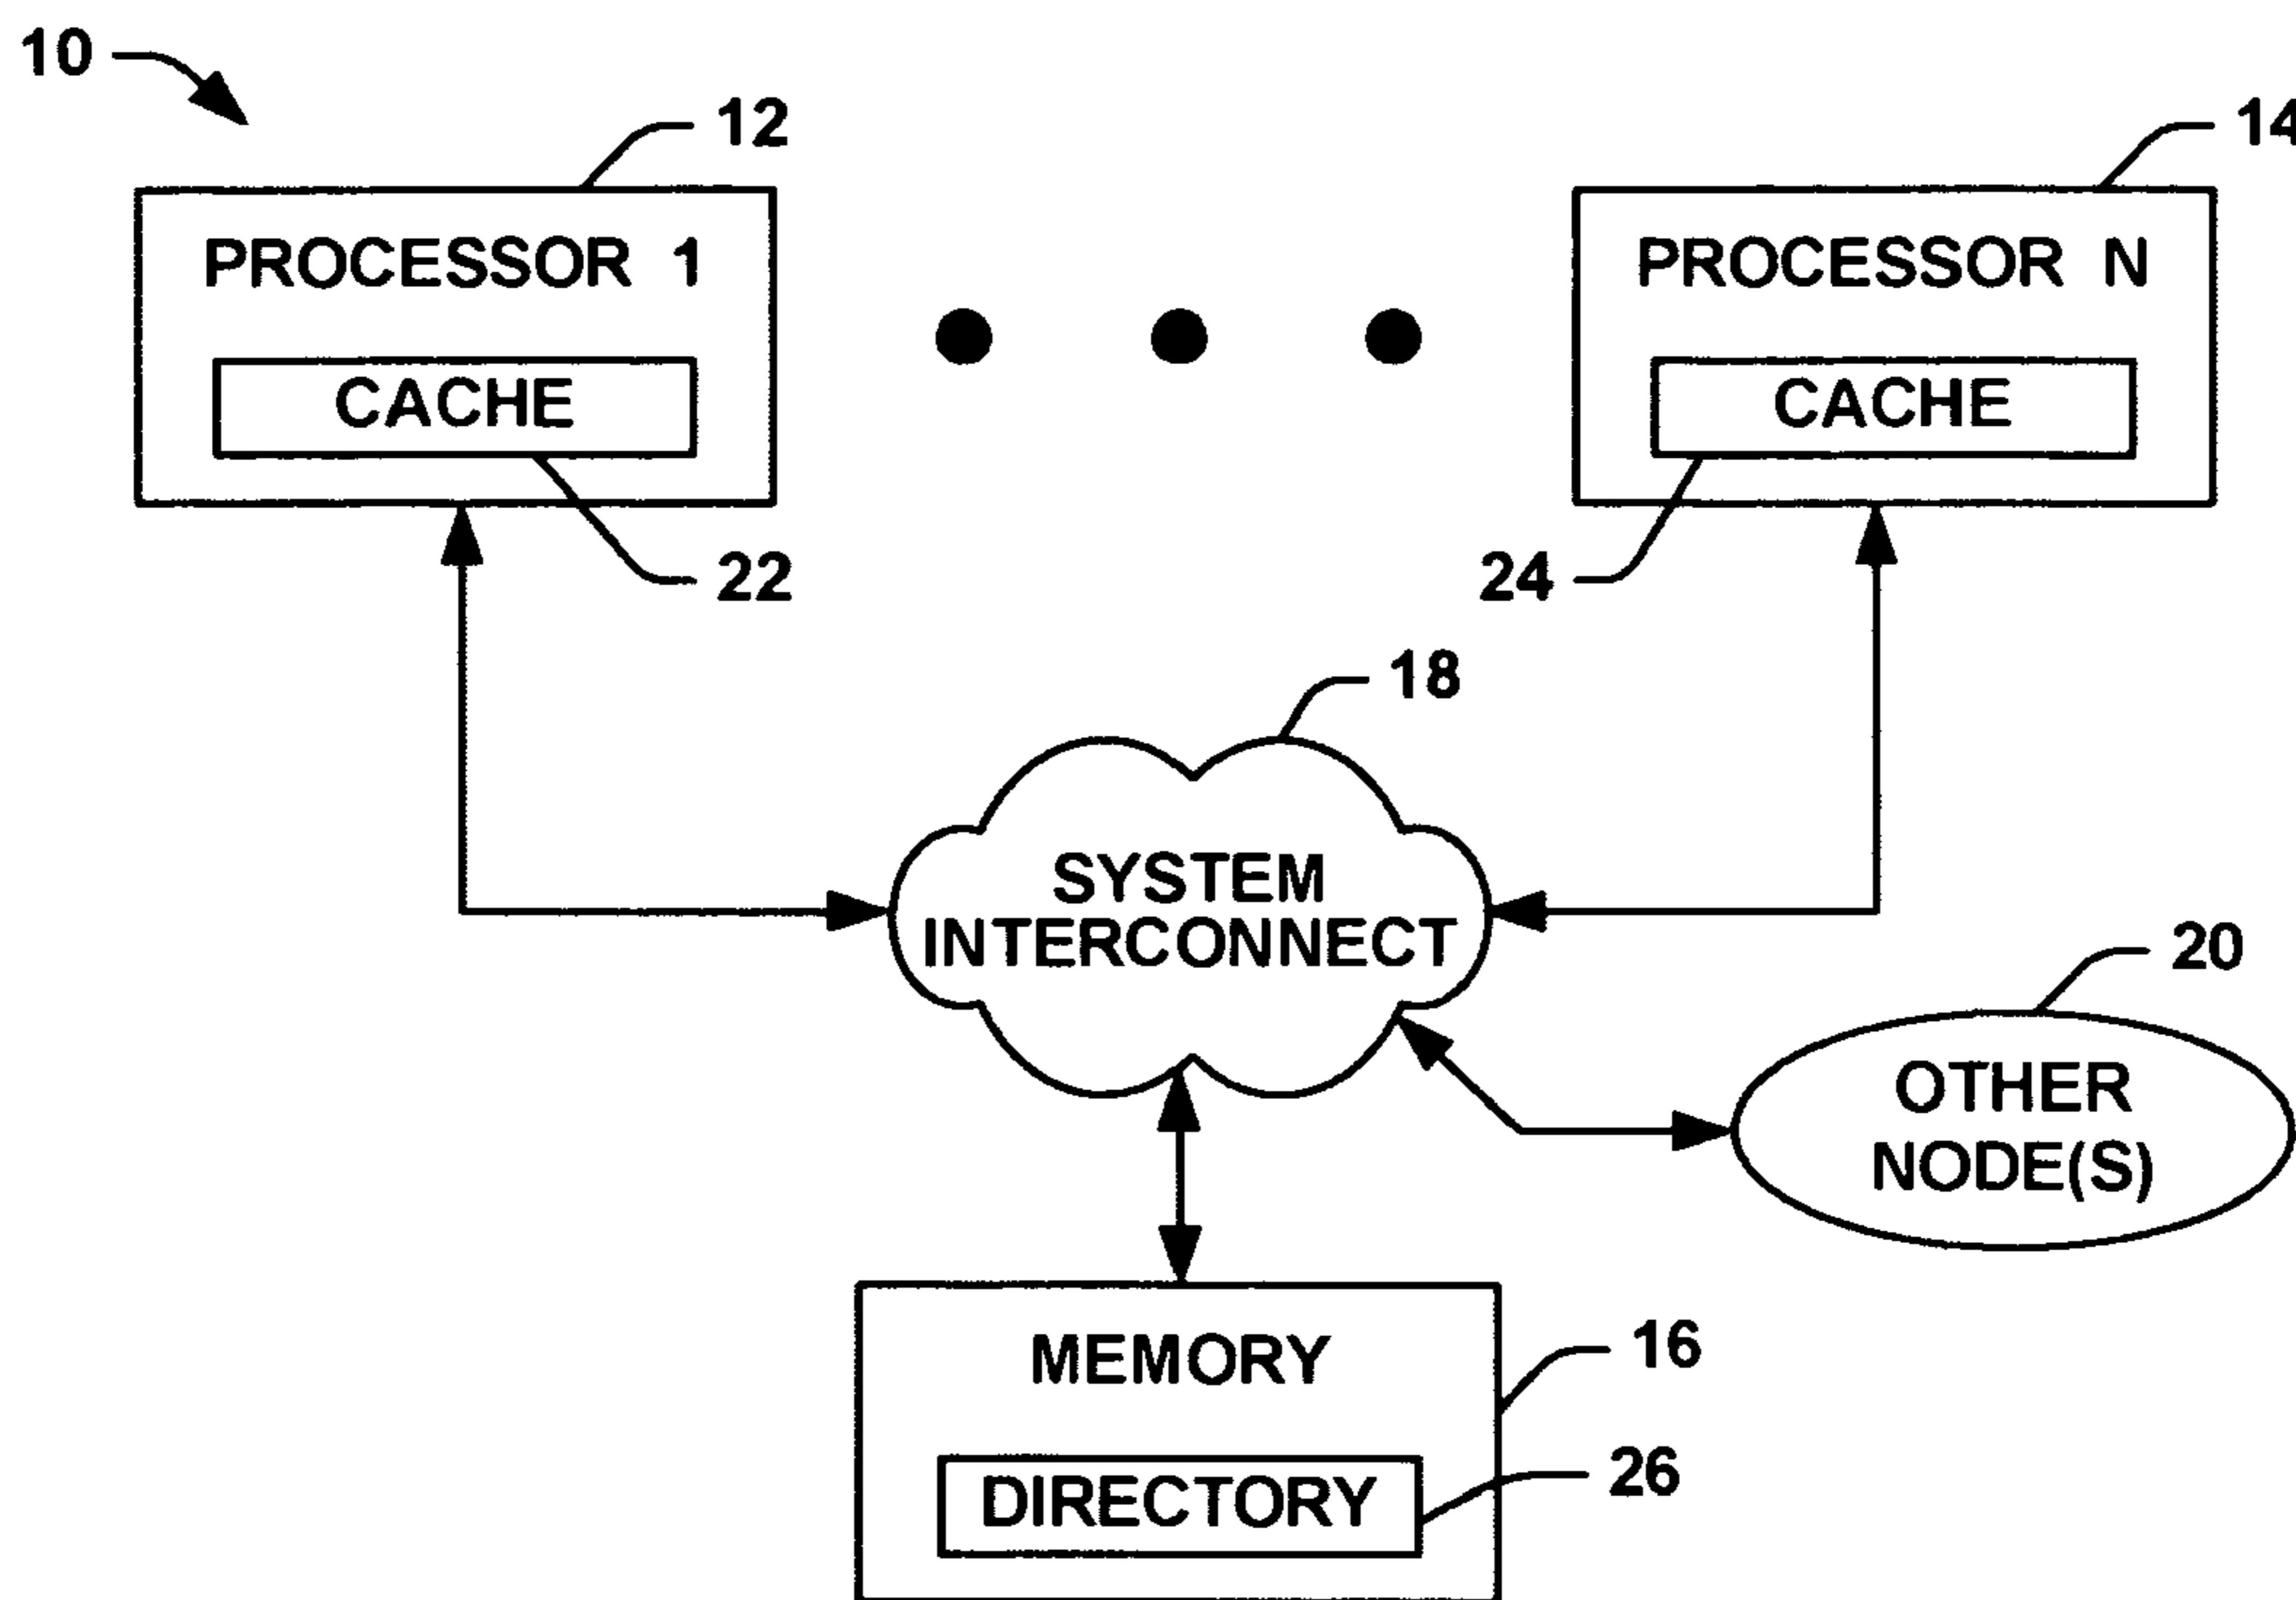 10
12
14
PROCESSOR 1
PROCESSOR N
CACHE
CACHE
22
24
18
SYSTEM
INTERCONNECT
20
OTHER
NODE(S)
MEMORY
16
DIRECTORY
26